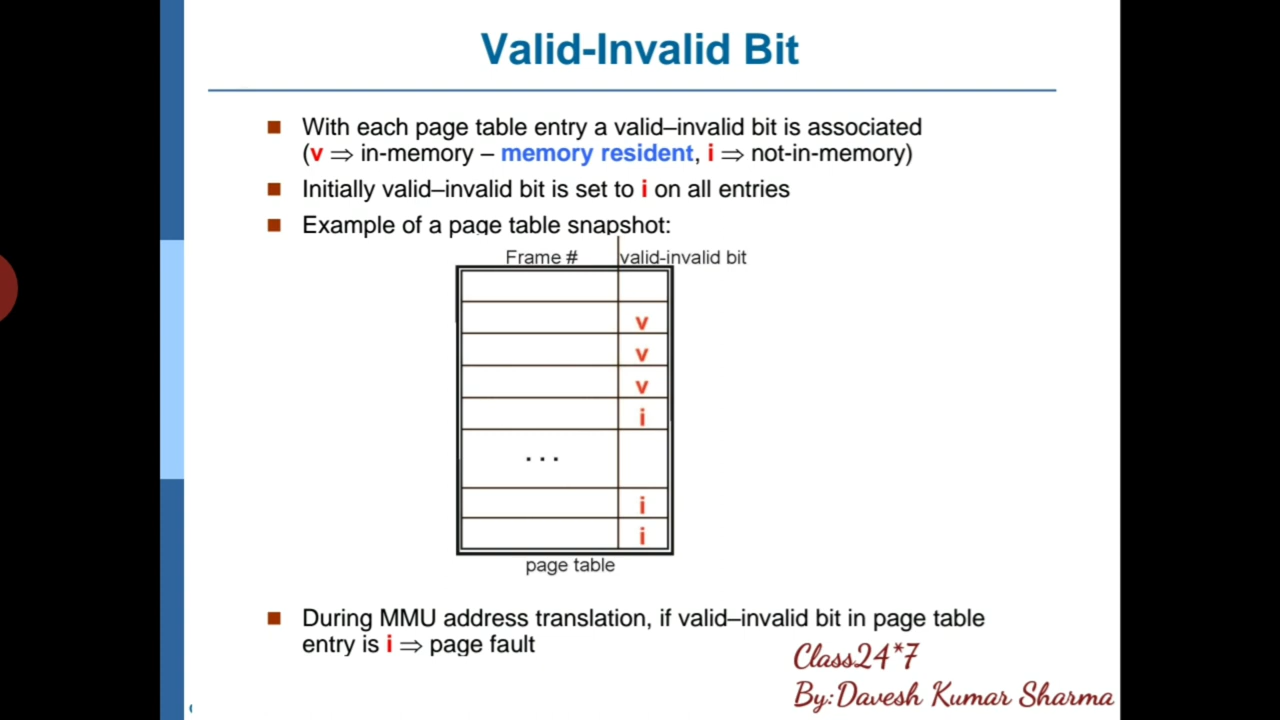 Valid-Invalid Bit
With each page table entry a valid–invalid bit is associated
(v ⇒ in-memory – memory resident, i ⇒ not-in-memory)
Initially valid–invalid bit is set to i on all entries
Example of a page table snapshot:
Frame # valid-invalid bit
v
v
v
i
...
i
i
page table
During MMU address translation, if valid–invalid bit in page table
entry is i ⇒ page fault
Class24*7
By:Davesh Kumar Sharma